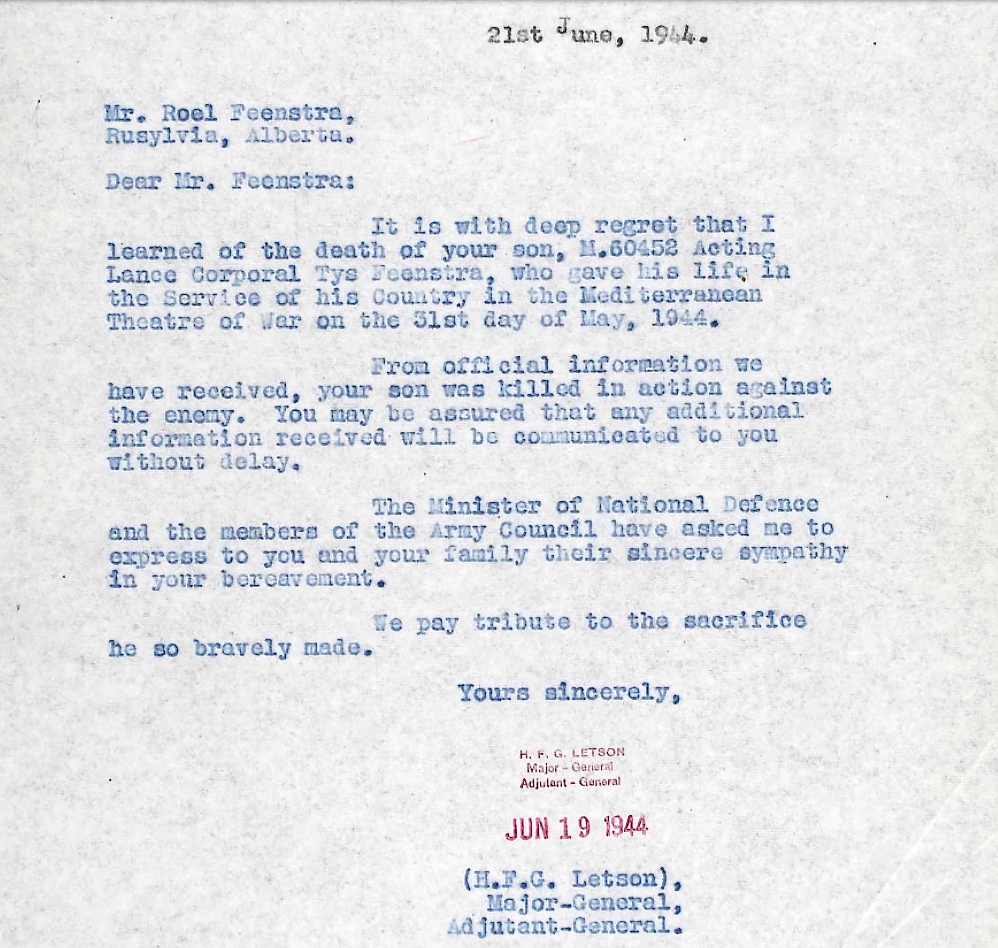 21st June, 1944.
Mr. Roel Feenstra,
Rusylvia, Alberta.
Dear Mr. Feenstra:
It is with deep regret that I
learned of the death of your son, M.60452 Acting
Lance Corporal Tys Feenstra, who gave his life in
the Service of his Country in the Mediterranean
Theatre of War on the 31st day of May, 1944.
From official information we
have received, your son was killed in action against
the enemy. You may be assured that any additional
information received will be communicated to you
without delay.
The Minister of National Defence
and the members of the Army Council have asked me to
express to you and your family their sincere sympathy
in your bereavement.
We pay tribute to the sacrifice
he so bravely made.
Yours sincerely,
H. F. G. LETSON
Major - General
Adjutant - General
JUN 19 1944
(H.F.G. Letson),
Major-General,
Adjutant-General.